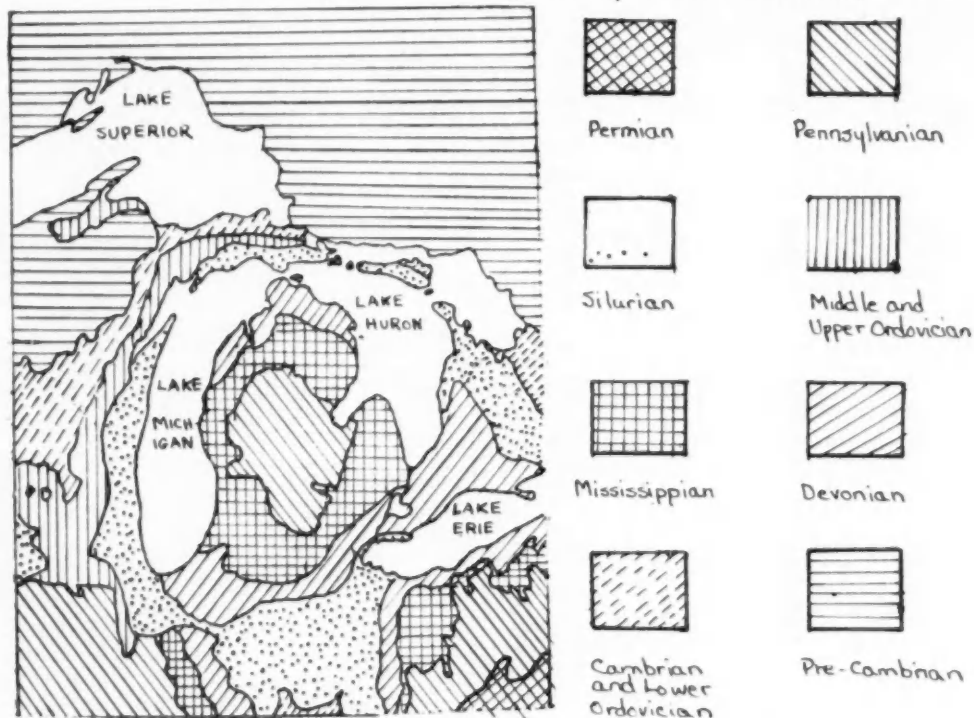 LAKE
SUPERIOR
LAKE
HURON
LAKE
MICH
IGAN
LAKE
ERIE
Permian
Pennsylvanian
Silurian
Middle and
Upper Ordovician
Mississippian
Devonian
Cambrian
and Lower
Ordovician
Pre-Cambrian